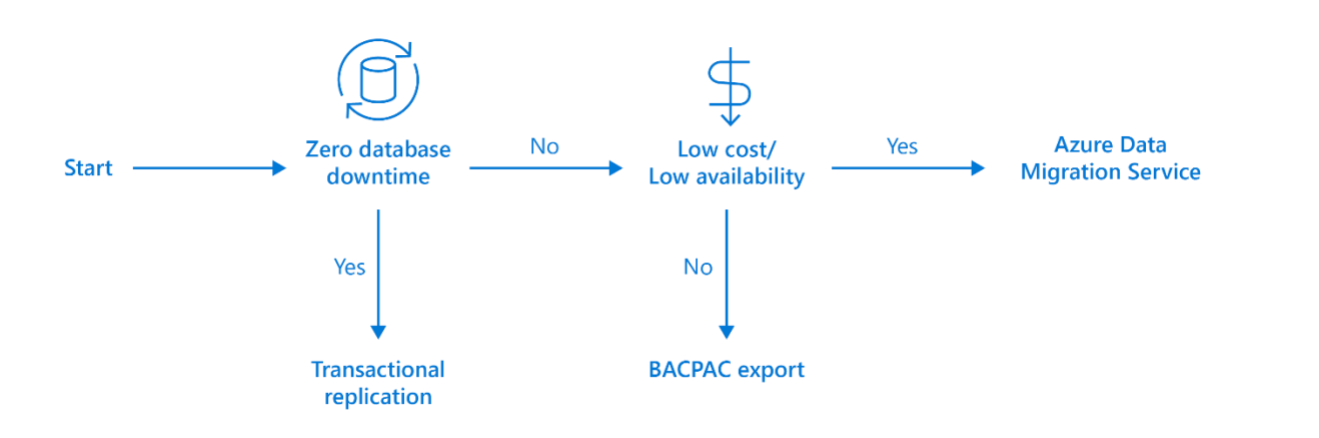 Start
Zero database
downtime
No
Low cost/
Low availability
Yes
Azure Data
Migration Service
Yes
No
Transactional
replication
BACPAC export